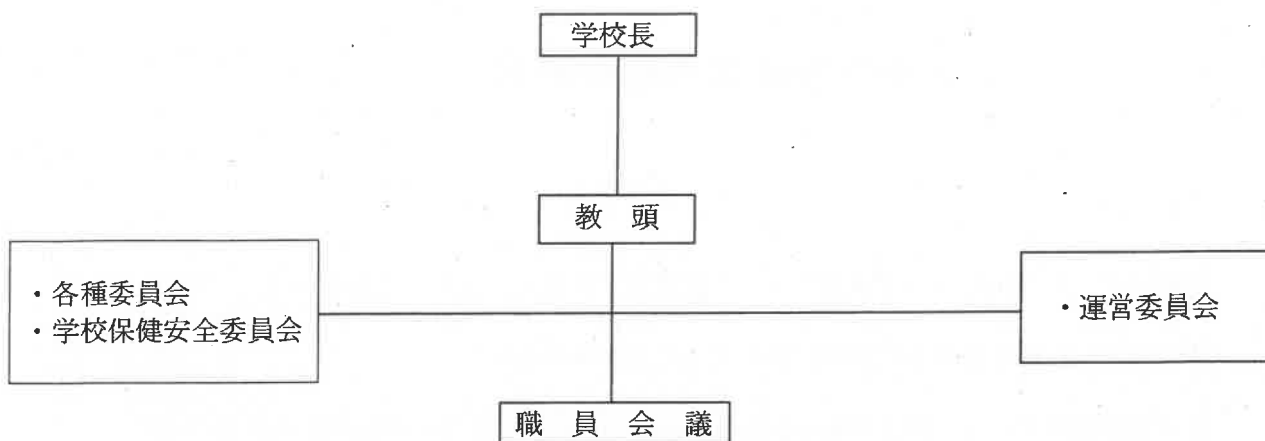 学校長
教　頭
・各種委員会
・学校保健安全委員会
・運営委員会
職　員　会　議